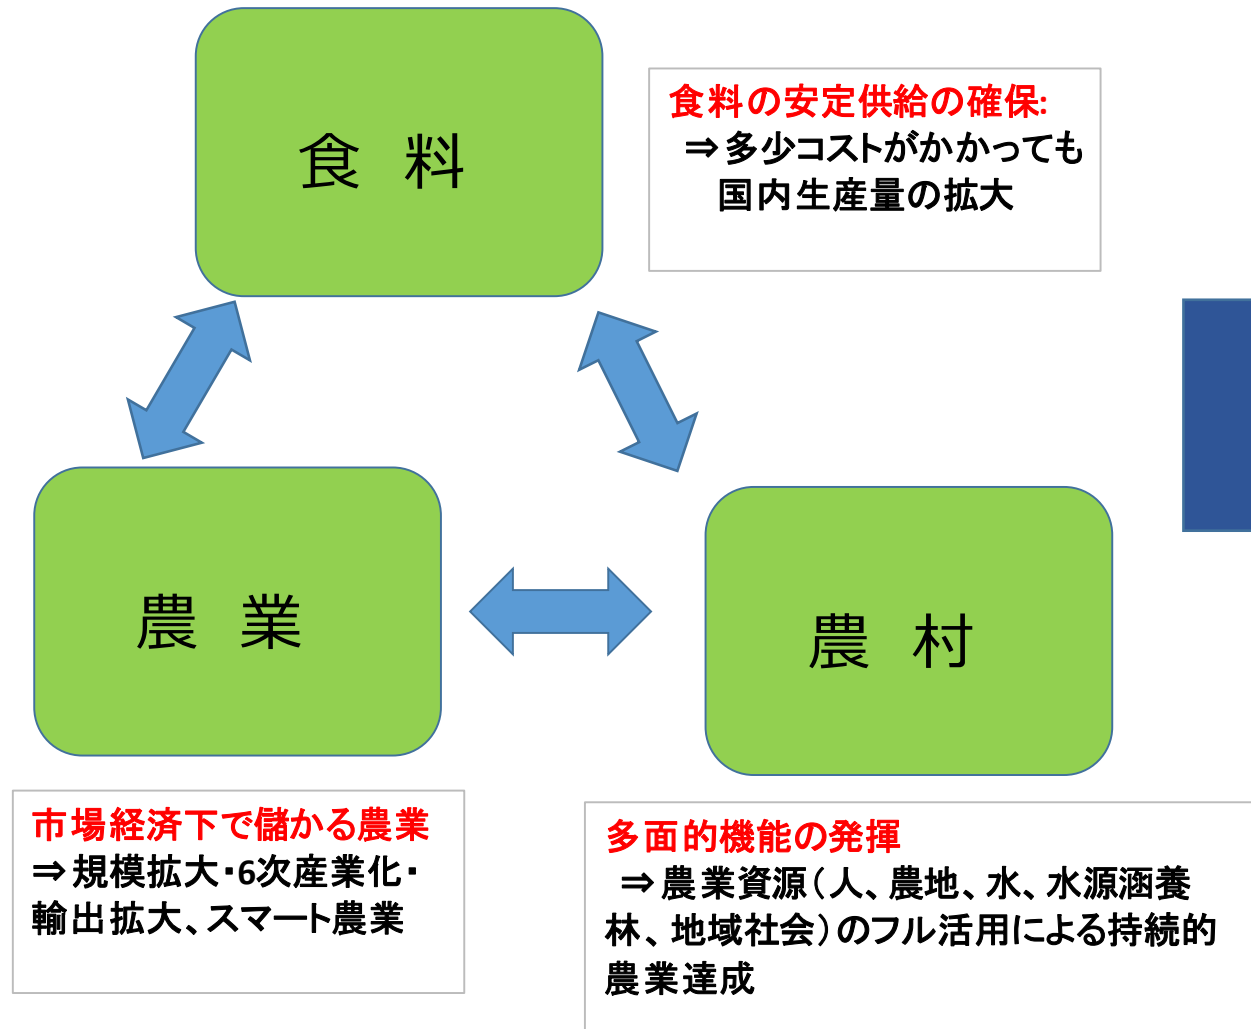 食 料
食料の安定供給の確保:
⇒多少コストがかかっても
国内生産量の拡大
農 業
農 村
市場経済下で儲かる農業
⇒規模拡大・6次産業化・
輸出拡大、スマート農業
多面的機能の発揮
⇒農業資源（人、農地、水、水源涵養
林、地域社会）のフル活用による持続的
農業達成